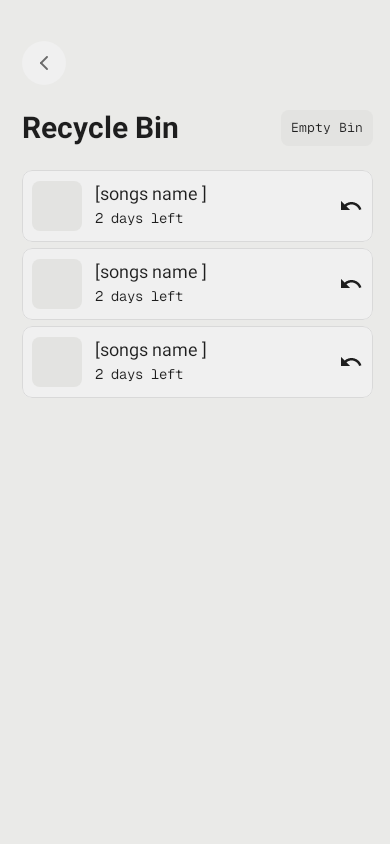 Recycle Bin
Empty Bin
[songs name ]
2 days left
[songs name ]
2 days left
[songs name ]
2 days left